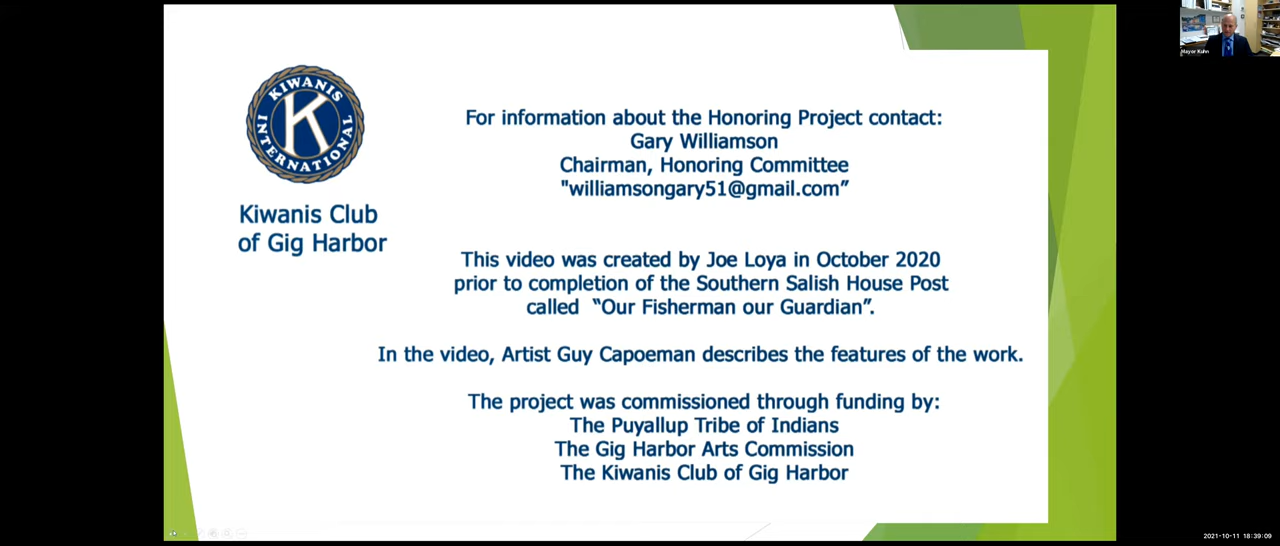 KIWANIS
K
INTERNATIONAL
Kiwanis Club
of Gig Harbor
For information about the Honoring Project contact:
Gary Williamson
Chairman, Honoring Committee
"williamsongary51@gmail.com”
This video was created by Joe Loya in October 2020
prior to completion of the Southern Salish House Post
called “Our Fisherman our Guardian”.
In the video, Artist Guy Capoeman describes the features of the work.
The project was commissioned through funding by:
The Puyallup Tribe of Indians
The Gig Harbor Arts Commission
The Kiwanis Club of Gig Harbor
Mayor Kuhn
2021-10-11 18:39:09